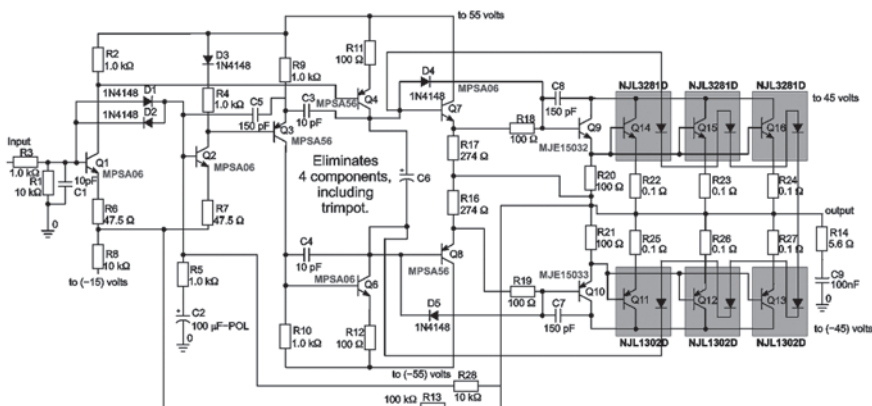 to 55 volts
R2
1.0 kΩ
D3
1N4148
R9
1.0 kΩ
R11
100 Ω
D4
1N4148
MPSA06
Q7
C8
150 pF
NJL3281D
NJL3281D
NJL3281D
to 45 volts
D1
1N4148
1N4148
D2
R4
1.0 kΩ
C5
150 pF
C3
10 pF
MPSA56
Q4
Q3
MPSA56
R18
100 Ω
Q9
MJE15032
Q14
Q15
Q16
Input
R3
1.0 kΩ
R1
10 kΩ
10pF
C1
0
Q1
MPSA06
Q2
MPSA06
R17
274 Ω
R16
274 Ω
Eliminates
4 components,
including
trimpot.
C6
R20
100 Ω
R22
0.1 Ω
R23
0.1 Ω
R24
0.1 Ω
output
R6
47.5 Ω
R7
47.5 Ω
R8
10 kΩ
to (-15) volts
R5
1.0 kΩ
C2
100 µF-POL
0
C4
10 pF
MPSA06
Q6
Q8
MPSA56
R21
100 Ω
R25
0.1 Ω
R26
0.1 Ω
R27
0.1 Ω
R14
5.6 Ω
C9
100nF
0
MJE15033
R19
100 Ω
Q10
C7
150 pF
D5
1N4148
Q11
Q12
Q13
NJL1302D
NJL1302D
NJL1302D
to (-45) volts
R10
1.0 kΩ
R12
100 Ω
to (-55) volts
R28
10 kΩ
100 kΩ
R13